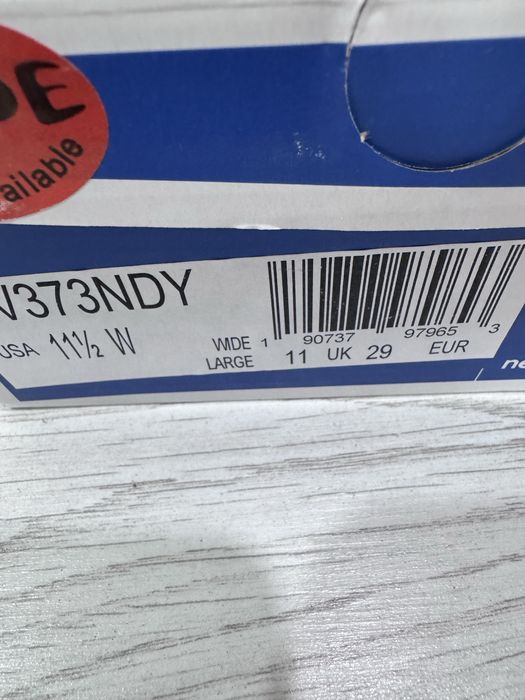 DE
ailable
V373NDY
USA 11½ W
WIDE
LARGE
1 90737 97965 3
11 UK 29 EUR
ne